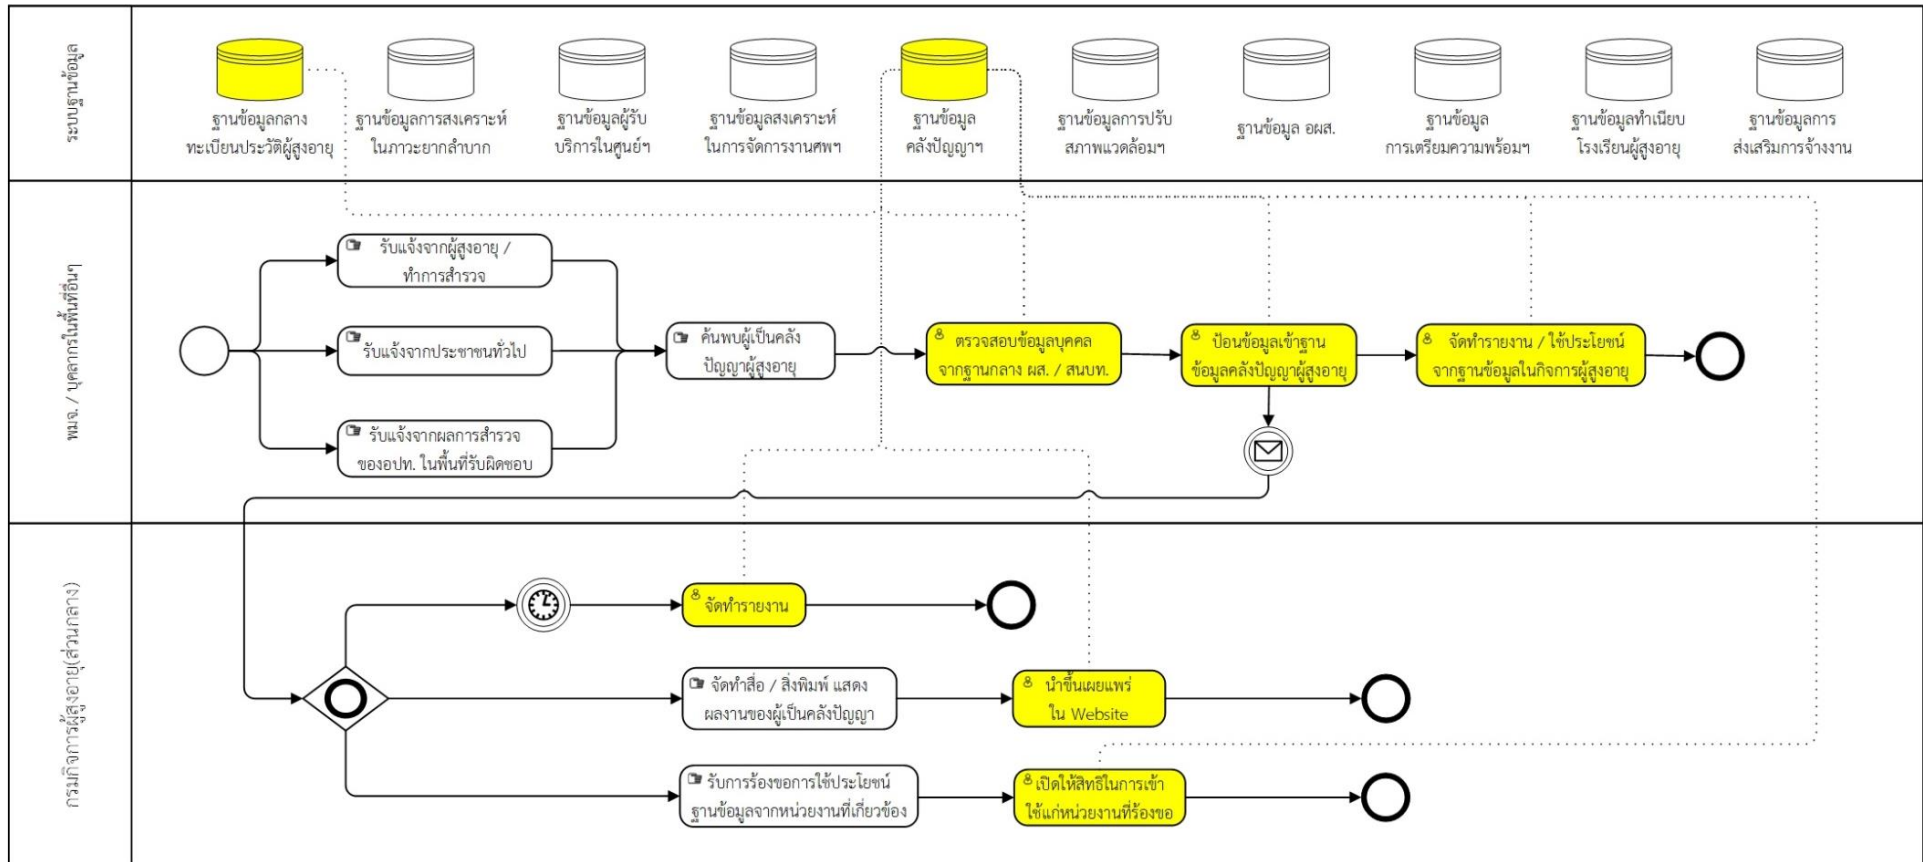 ระบบฐานข้อมูล
ฐานข้อมูลกลาง
ทะเบียนประวัติผู้สูงอายุ
ฐานข้อมูลการสงเคราะห์
ในภาวะยากลำบาก
ฐานข้อมูลผู้รับ
บริการในศูนย์ฯ
ฐานข้อมูลสงเคราะห์
ในการจัดการงานศพฯ
ฐานข้อมูล
คลังปัญญาฯ
ฐานข้อมูลการปรับ
สภาพแวดล้อมฯ
ฐานข้อมูล อผส.
ฐานข้อมูล
การเตรียมความพร้อมฯ
ฐานข้อมูลทำเนียบ
โรงเรียนผู้สูงอายุ
ฐานข้อมูลการ
ส่งเสริมการจ้างงาน
พมจ. / บุคลากรในพื้นที่อื่นๆ
รับแจ้งจากผู้สูงอายุ /
ทำการสำรวจ
รับแจ้งจากประชาชนทั่วไป
รับแจ้งจากผลการสำรวจ
ของอปท. ในพื้นที่รับผิดชอบ
ค้นพบผู้เป็นคลัง
ปัญญาผู้สูงอายุ
ตรวจสอบข้อมูลบุคคล
จากฐานกลาง ผส. / สนบท.
ป้อนข้อมูลเข้าฐาน
ข้อมูลคลังปัญญาผู้สูงอายุ
จัดทำรายงาน / ใช้ประโยชน์
จากฐานข้อมูลในกิจการผู้สูงอายุ
กรมกิจการผู้สูงอายุ(ส่วนกลาง)
จัดทำรายงาน
จัดทำสื่อ / สิ่งพิมพ์ แสดง
ผลงานของผู้เป็นคลังปัญญา
นำขึ้นเผยแพร่
ใน Website
รับการร้องขอการใช้ประโยชน์
ฐานข้อมูลจากหน่วยงานที่เกี่ยวข้อง
เปิดให้สิทธิในการเข้า
ใช้แก่หน่วยงานที่ร้องขอ